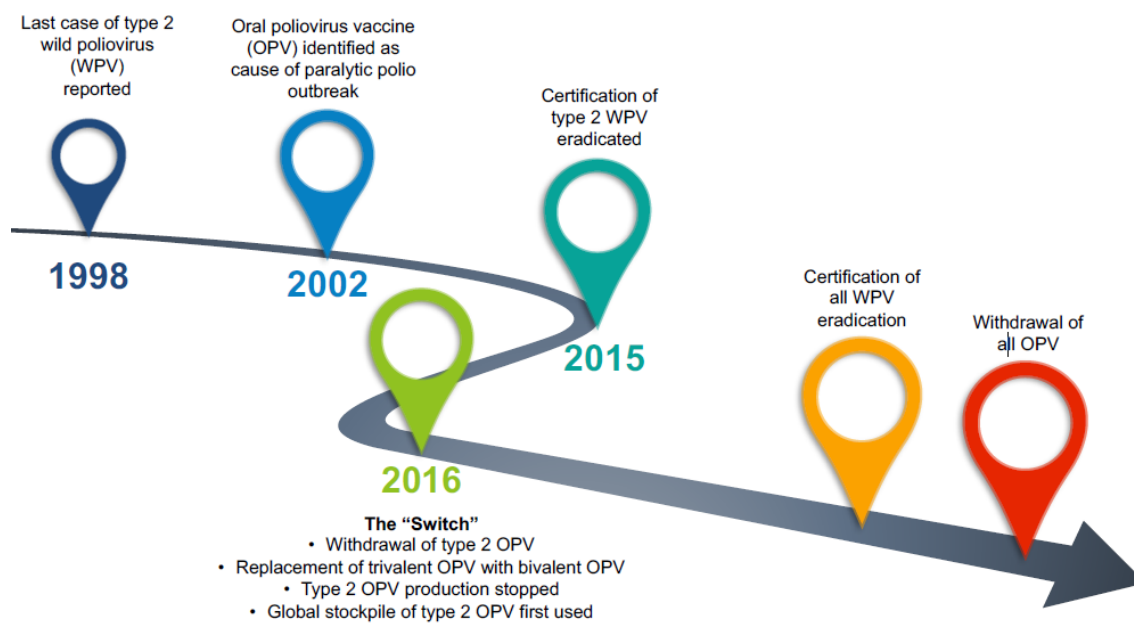 Last case of type 2
wild poliovirus
(WPV)
reported
1998
Oral poliovirus vaccine
(OPV) identified as
cause of paralytic polio
outbreak
2002
Certification of
type 2 WPV
eradicated
2015
2016
The “Switch”
• Withdrawal of type 2 OPV
• Replacement of trivalent OPV with bivalent OPV
• Type 2 OPV production stopped
• Global stockpile of type 2 OPV first used
Certification of
all WPV
eradication
Withdrawal of
all OPV